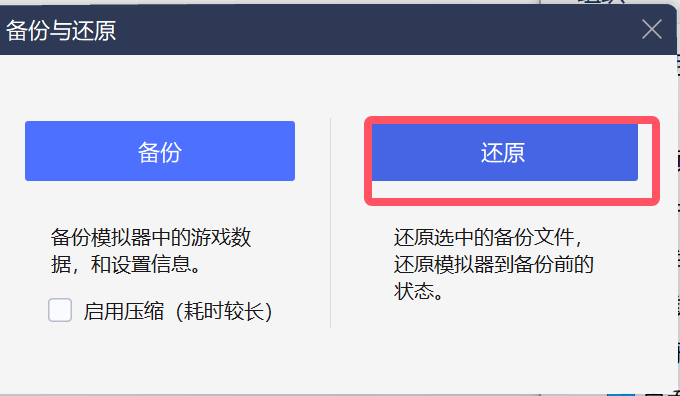 备份与还原
备份
还原
备份模拟器中的游戏数
据，和设置信息。
启用压缩（耗时较长）
还原选中的备份文件，
还原模拟器到备份前的
状态。